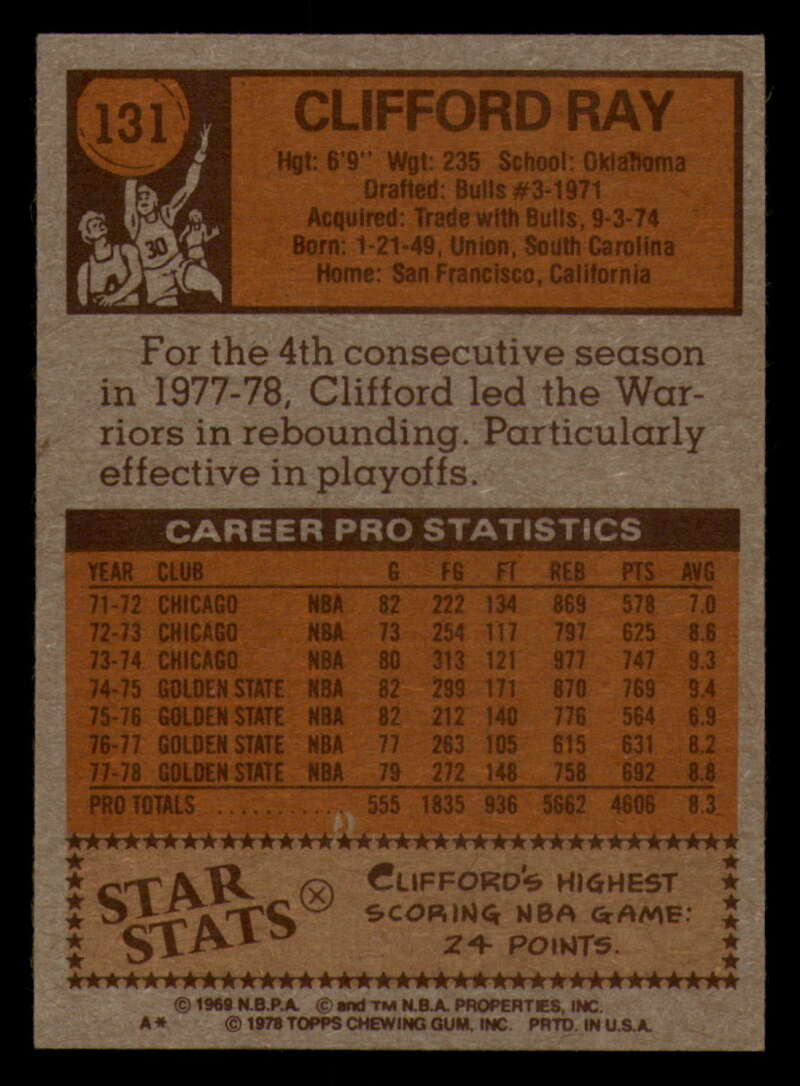 131
CLIFFORD RAY
Hgt: 6'9" Wgt: 235 School: Oklahoma
Drafted: Bulls #3-1971
Acquired: Trade with Bulls, 9-3-74
Born: 1-21-49, Union, South Carolina
Home: San Francisco, California
30
For the 4th consecutive season
in 1977-78, Clifford led the War-
riors in rebounding. Particularly
effective in playoffs.
CAREER PRO STATISTICS
YEAR CLUB G FG FT REB PTS AVG
71-72 CHICAGO NBA 82 222 134 869 578 7.0
72-73 CHICAGO NBA 73 254 117 797 625 8.6
73-74 CHICAGO NBA 80 313 121 977 747 9.3
74-75 GOLDEN STATE NBA 82 299 171 870 769 9.4
75-76 GOLDEN STATE NBA 82 212 140 776 564 6.9
76-77 GOLDEN STATE NBA 77 263 105 615 631 8.2
77-78 GOLDEN STATE NBA 79 272 148 758 692 8.8
PRO TOTALS ........... 555 1835 936 5662 4606 8.3
STAR
STATS
CLIFFORD'S HIGHEST
SCORING NBA GAME:
24 POINTS.
© 1969 N.B.P.A. © and TM N.B.A. PROPERTIES, INC.
A* © 1978 TOPPS CHEWING GUM, INC. PRTD. IN U.S.A.